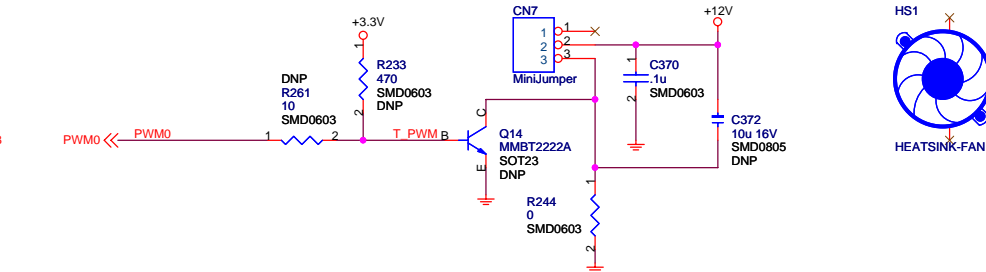 CN7
1
2
3
1
2
3
MiniJumper
+12V
HS1
HEATSINK-FAN
+3.3V
1
R233
470
SMD0603
DNP
2
DNP
R261
10
SMD0603
1
2
PWM0
PWM0
T_PWM
B
C
E
Q14
MMBT2222A
SOT23
DNP
1
C370
.1u
SMD0603
2
C372
10u 16V
SMD0805
DNP
1
R244
0
SMD0603
2